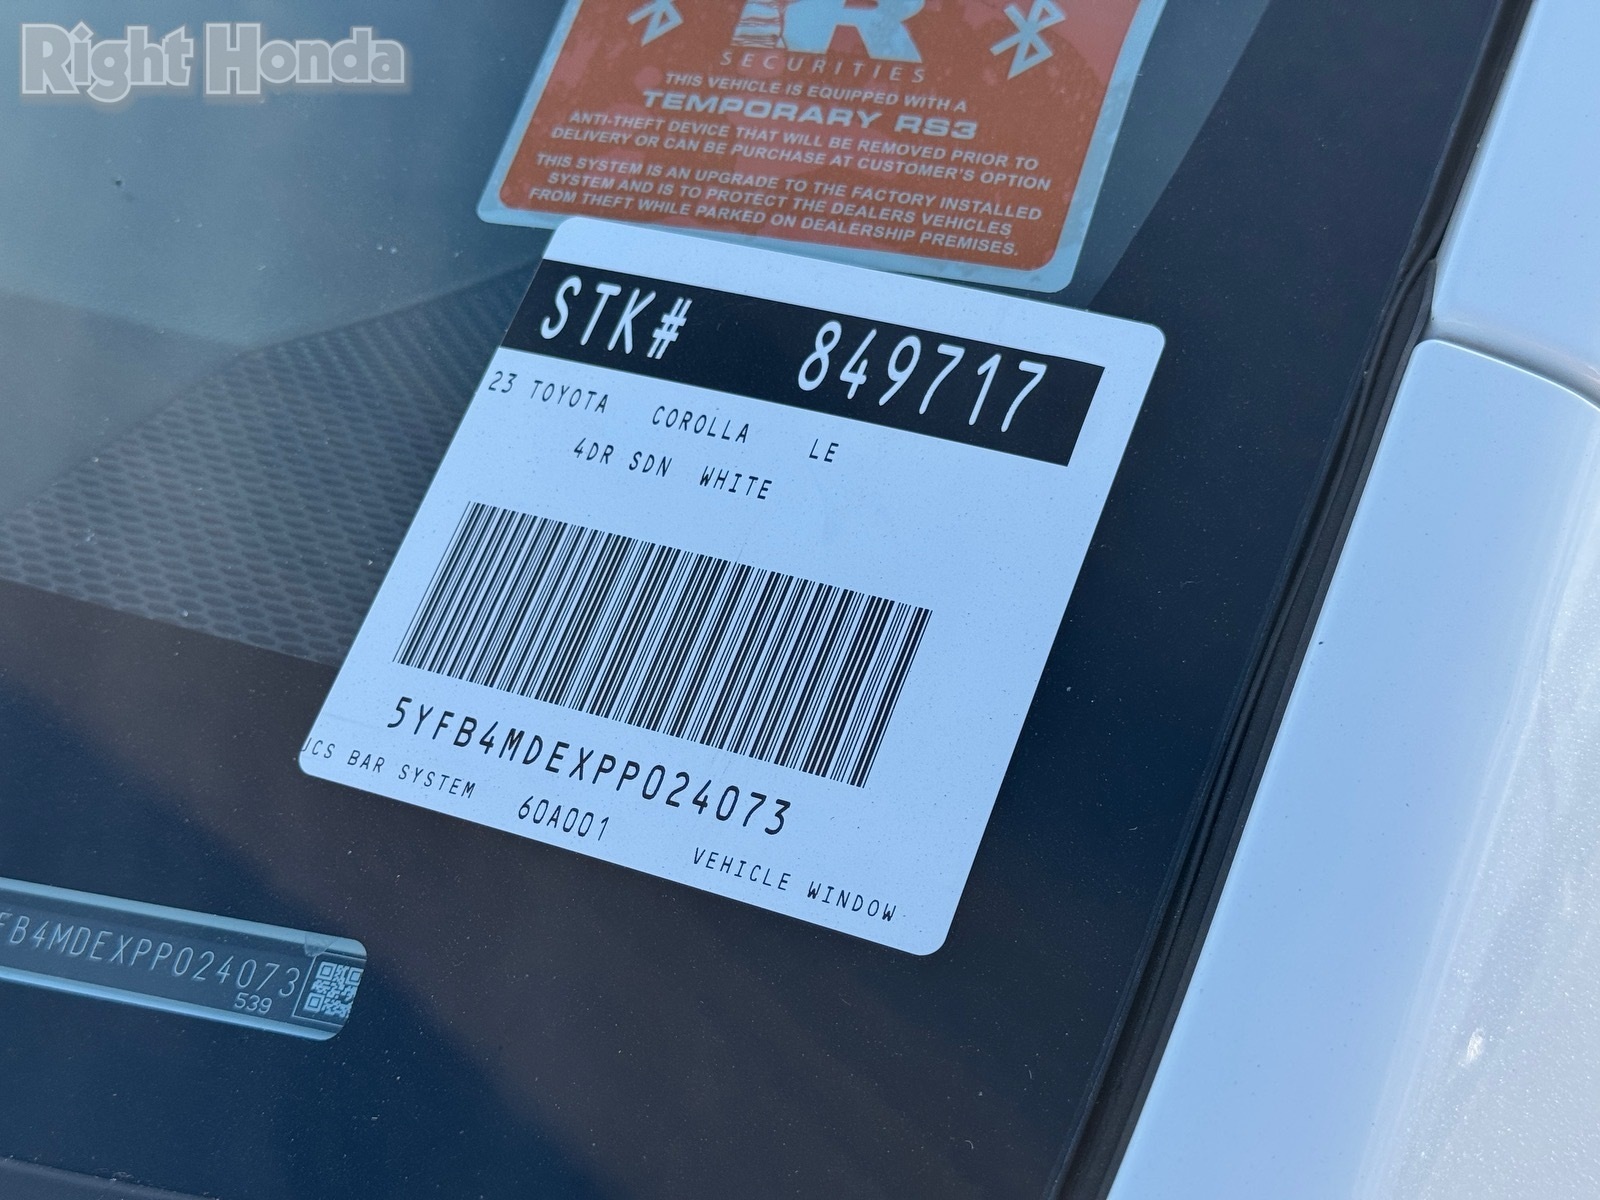 Right Honda
R
SECURITIES
THIS VEHICLE IS EQUIPPED WITH A
TEMPORARY RS3
ANTI-THEFT DEVICE THAT WILL BE REMOVED PRIOR TO
DELIVERY OR CAN BE PURCHASE AT CUSTOMER'S OPTION
THIS SYSTEM IS AN UPGRADE TO THE FACTORY INSTALLED
SYSTEM AND IS TO PROTECT THE DEALERS VEHICLES
FROM THEFT WHILE PARKED ON DEALERSHIP PREMISES.
STK# 849717
23 TOYOTA COROLLA LE
4DR SDN WHITE
5YFB4MDEXPP024073
UCS BAR SYSTEM 60A001 VEHICLE WINDOW
FB4MDEXPP024073
539